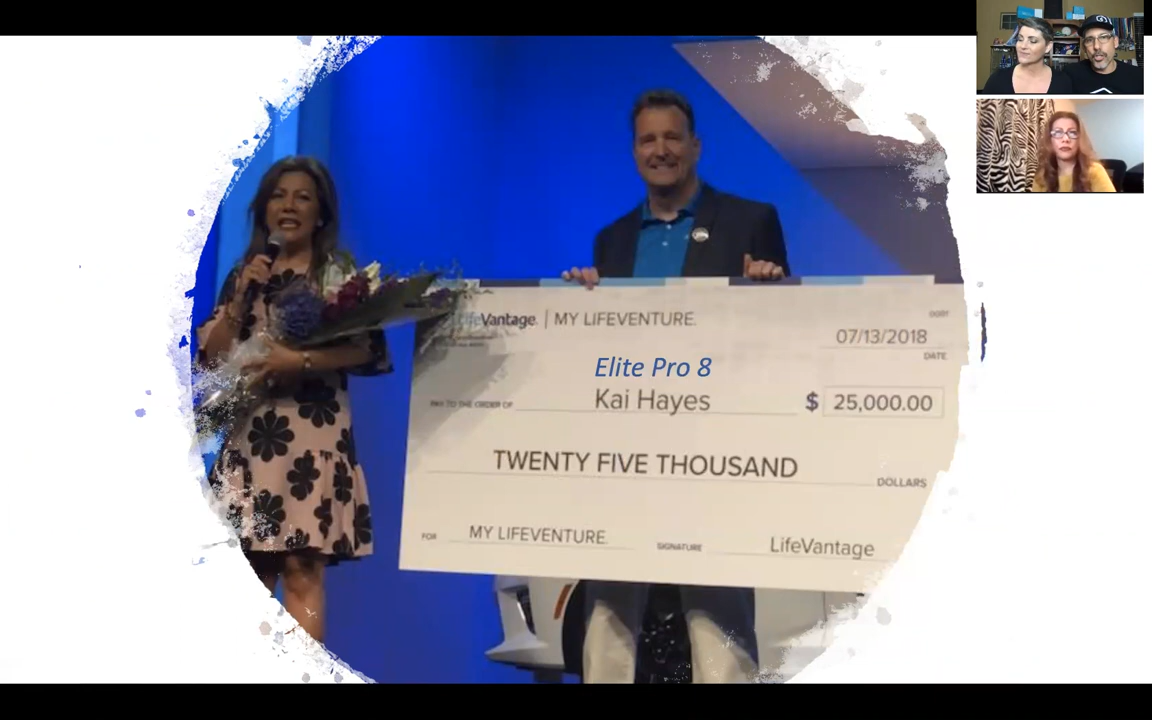 LifeVantage. | MY LIFEVENTURE.
07/13/2018
DATE
Elite Pro 8
PAY TO THE ORDER OF Kai Hayes $ 25,000.00
TWENTY FIVE THOUSAND DOLLARS
FOR MY LIFEVENTURE. SIGNATURE LifeVantage